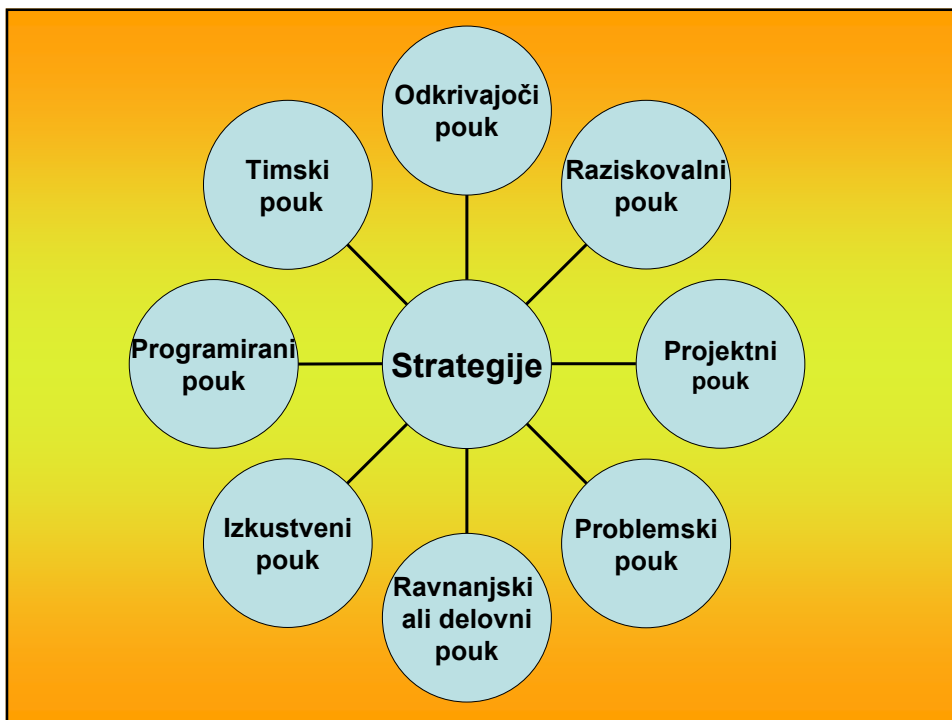 Odkrivajoči
pouk
Timski
pouk
Raziskovalni
pouk
Programirani
pouk
Strategije
Projektni
pouk
Izkustveni
pouk
Problemski
pouk
Ravnanjski
ali delovni
pouk